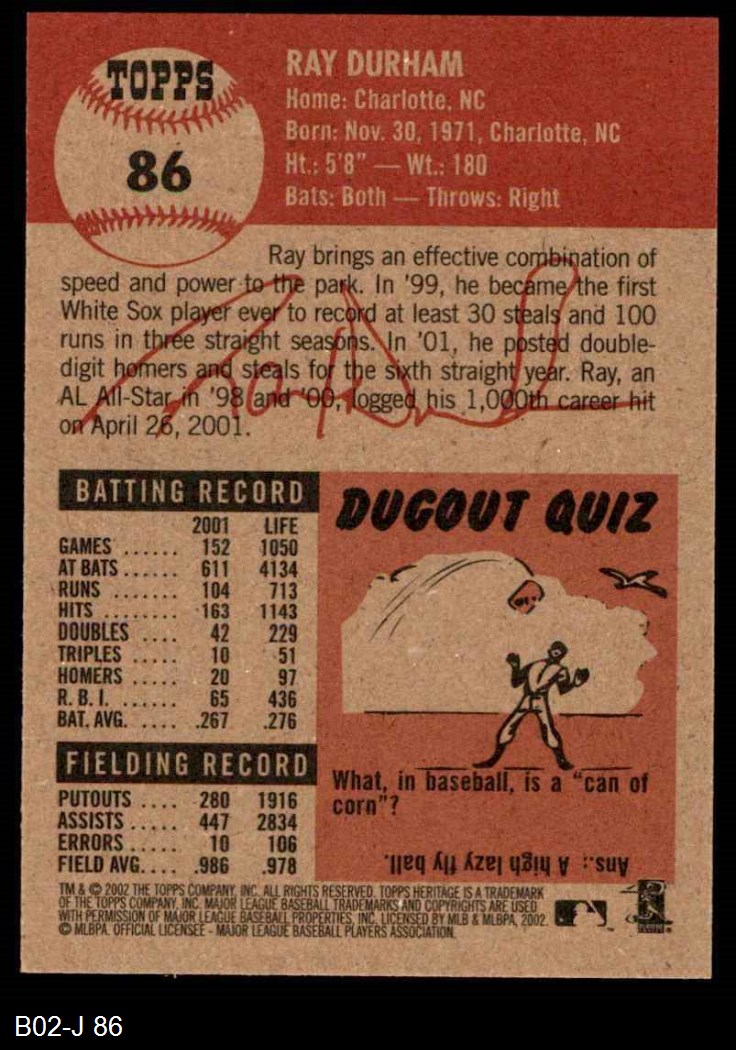 TOPPS
86
RAY DURHAM
Home: Charlotte, NC
Born: Nov. 30, 1971, Charlotte, NC
Ht.: 5'8" — Wt.: 180
Bats: Both — Throws: Right
Ray brings an effective combination of
speed and power to the park. In '99, he became the first
White Sox player ever to record at least 30 steals and 100
runs in three straight seasons. In '01, he posted double-
digit homers and steals for the sixth straight year. Ray, an
AL All-Star in '98 and '00, logged his 1,000th career hit
on April 26, 2001.
BATTING RECORD
2001 LIFE
GAMES ...... 152 1050
AT BATS ..... 611 4134
RUNS ........ 104 713
HITS ........ 163 1143
DOUBLES .... 42 229
TRIPLES ..... 10 51
HOMERS ..... 20 97
R. B. I. ...... 65 436
BAT. AVG. .... .267 .276
FIELDING RECORD
PUTOUTS .... 280 1916
ASSISTS ..... 447 2834
ERRORS ..... 10 106
FIELD AVG.... .986 .978
DUGOUT QUIZ
What, in baseball, is a "can of
corn"?
Ans.: A high lazy fly ball.
TM & © 2002 THE TOPPS COMPANY, INC. ALL RIGHTS RESERVED. TOPPS HERITAGE IS A TRADEMARK
OF THE TOPPS COMPANY, INC. MAJOR LEAGUE BASEBALL TRADEMARKS AND COPYRIGHTS ARE USED
WITH PERMISSION OF MAJOR LEAGUE BASEBALL PROPERTIES, INC. LICENSED BY MLB & MLBPA, 2002.
© MLBPA. OFFICIAL LICENSEE - MAJOR LEAGUE BASEBALL PLAYERS ASSOCIATION.
B02-J 86